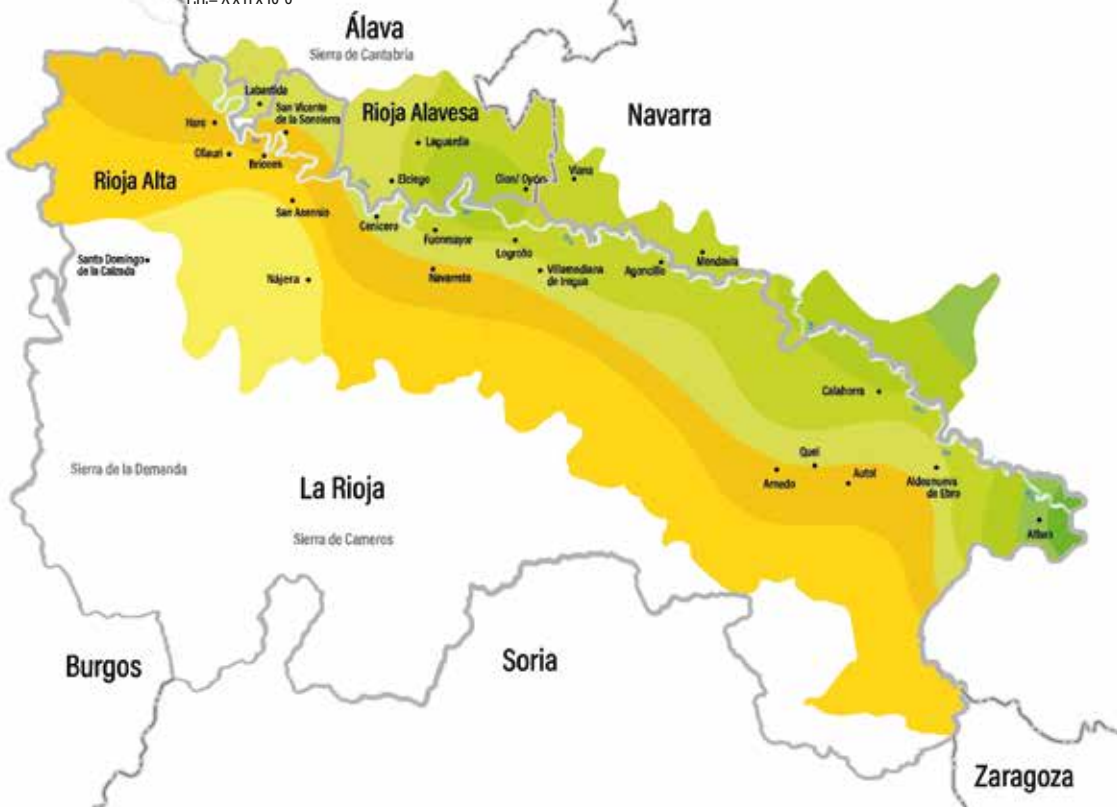 Álava
Sierra de Cantabria
Navarra
Rioja Alavesa
Labastida
San Vicente
de la Sonsierra
Haro
Laguardia
Ollauri
Briones
Elciego
Oion/ Oyón
Viana
Rioja Alta
San Asensio
Cenicero
Fuenmayor
Logroño
Mendavia
Santo Domingo
de la Calzada
Nájera
Navarrete
Villamediana
de Iregua
Agoncillo
Calahorra
Sierra de la Demanda
La Rioja
Quel
Arnedo
Autol
Aldeanueva
de Ebro
Alfaro
Sierra de Cameros
Burgos
Soria
Zaragoza